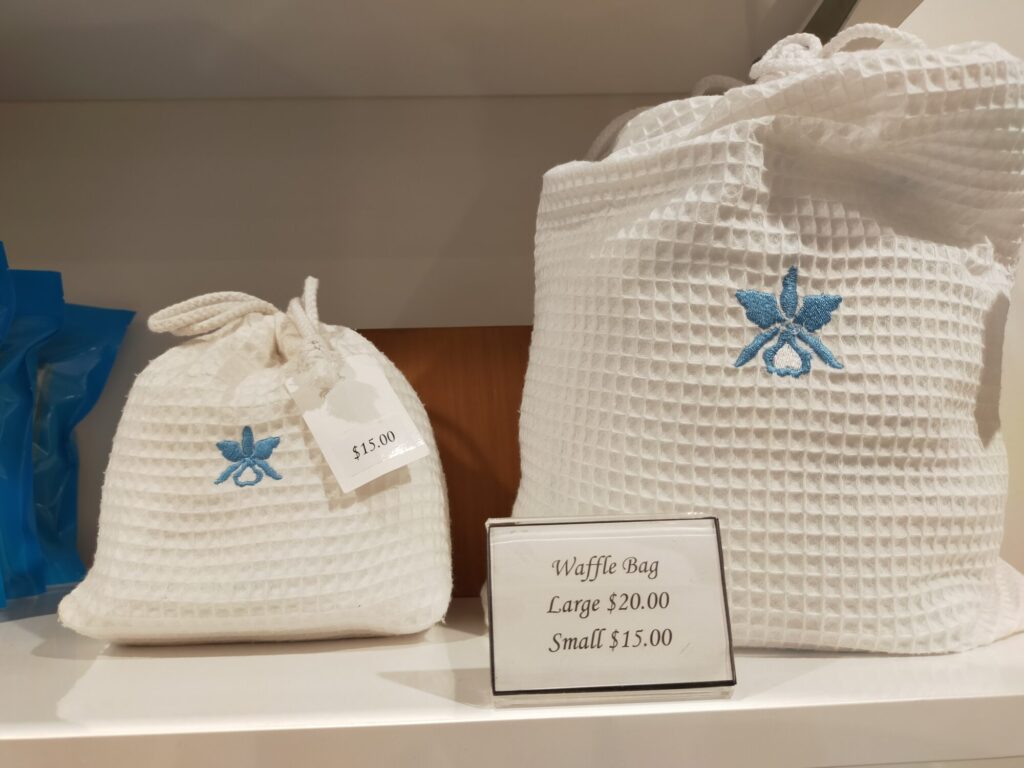 $15.00
Waffle Bag
Large $20.00
Small $15.00